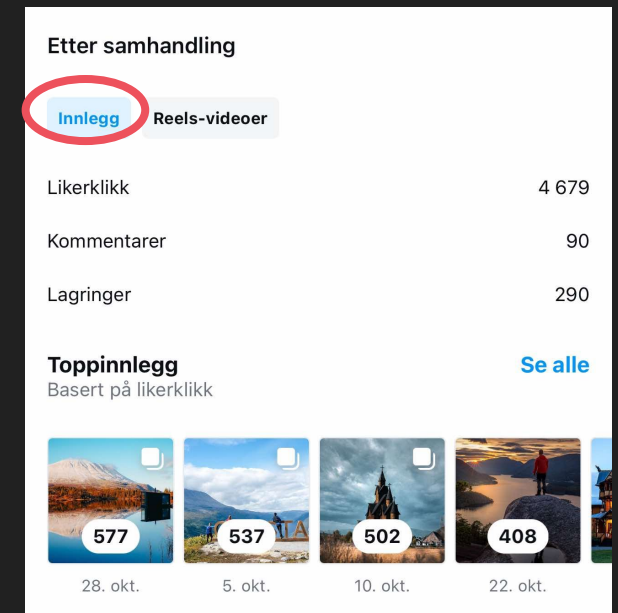 Etter samhandling
Innlegg Reels-videoer
Likerklikk 4 679
Kommentarer 90
Lagringer 290
Toppinnlegg Se alle
Basert på likerklikk
577 537 502 408
28. okt. 5. okt. 10. okt. 22. okt.